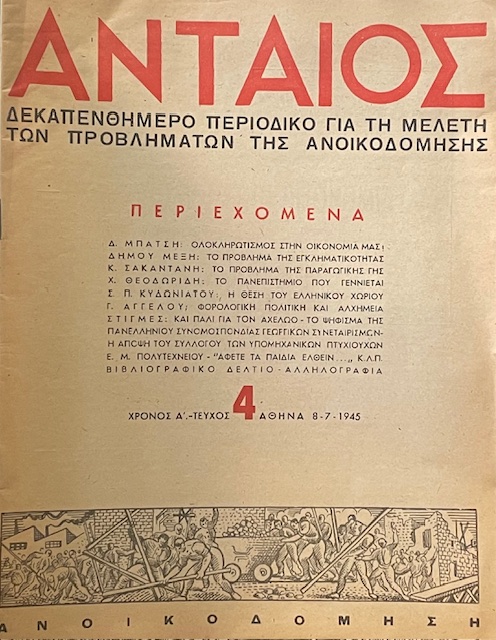 ΑΝΤΑΙΟΣ
ΔΕΚΑΠΕΝΘΗΜΕΡΟ ΠΕΡΙΟΔΙΚΟ ΓΙΑ ΤΗ ΜΕΛΕΤΗ
ΤΩΝ ΠΡΟΒΛΗΜΑΤΩΝ ΤΗΣ ΑΝΟΙΚΟΔΟΜΗΣΗΣ
ΠΕΡΙΕΧΟΜΕΝΑ
Δ. ΜΠΑΤΣΗ: ΟΛΟΚΛΗΡΩΤΙΣΜΟΣ ΣΤΗΝ ΟΙΚΟΝΟΜΙΑ ΜΑΣ;
ΔΗΜΟΥ ΜΕΞΗ: ΤΟ ΠΡΟΒΛΗΜΑ ΤΗΣ ΕΓΚΛΗΜΑΤΙΚΟΤΗΤΑΣ
Κ. ΣΑΚΑΝΤΑΝΗ: ΤΟ ΠΡΟΒΛΗΜΑ ΤΗΣ ΠΑΡΑΓΩΓΙΚΗΣ ΓΗΣ
Χ. ΘΕΟΔΩΡΙΔΗ: ΤΟ ΠΑΝΕΠΙΣΤΗΜΙΟ ΠΟΥ ΓΕΝΝΙΕΤΑΙ
Σ. Π. ΚΥΔΩΝΙΑΤΟΥ: Η ΘΕΣΗ ΤΟΥ ΕΛΛΗΝΙΚΟΥ ΧΩΡΙΟΥ
Γ. ΑΓΓΕΛΟΥ: ΦΟΡΟΛΟΓΙΚΗ ΠΟΛΙΤΙΚΗ ΚΑΙ ΑΛΧΗΜΕΙΑ
ΣΤΙΓΜΕΣ: ΚΑΙ ΠΑΛΙ ΓΙΑ ΤΟΝ ΑΧΕΛΩΟ - ΤΟ ΨΗΦΙΣΜΑ ΤΗΣ
ΠΑΝΕΛΛΗΝΙΟΥ ΣΥΝΟΜΟΣΠΟΝΔΙΑΣ ΓΕΩΡΓΙΚΩΝ ΣΥΝΕΤΑΙΡΙΣΜΩΝ-
Η ΑΠΟΨΗ ΤΟΥ ΣΥΛΛΟΓΟΥ ΤΩΝ ΥΠΟΜΗΧΑΝΙΚΩΝ ΠΤΥΧΙΟΥΧΩΝ
Ε. Μ. ΠΟΛΥΤΕΧΝΕΙΟΥ - "ΑΦΕΤΕ ΤΑ ΠΑΙΔΙΑ ΕΛΘΕΙΝ..," Κ.Λ.Π.
ΒΙΒΛΙΟΓΡΑΦΙΚΟ ΔΕΛΤΙΟ - ΑΛΛΗΛΟΓΡΑΦΙΑ
ΧΡΟΝΟΣ Α΄.-ΤΕΥΧΟΣ 4 ΑΘΗΝΑ 8-7-1945
ΑΝΟΙΚΟΔΟΜΗΣΗ